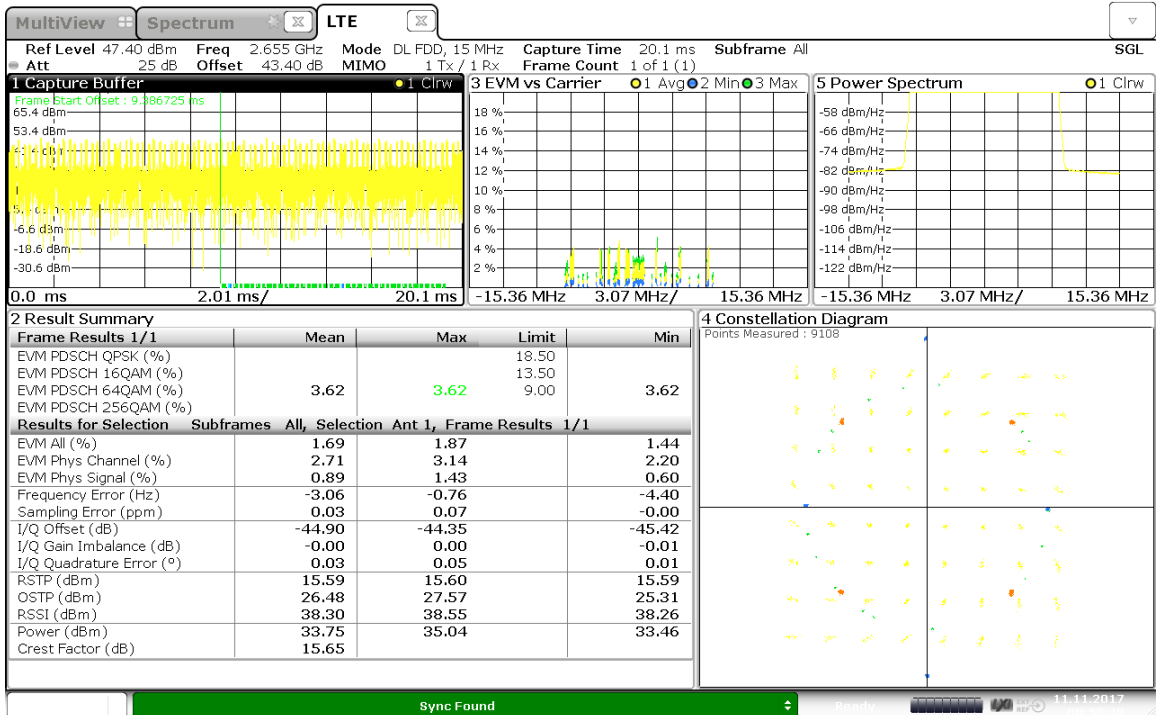 MultiView Spectrum LTE
Ref Level 47.40 dBm Freq 2.655 GHz Mode DL FDD, 15 MHz Capture Time 20.1 ms Subframe All SGL
Att 25 dB Offset 43.40 dB MIMO 1 Tx / 1 Rx Frame Count 1 of 1 (1)
1 Capture Buffer 1 Clrw
Frame Start Offset : 9.386725 ms
65.4 dBm
53.4 dBm
-6.6 dBm
-18.6 dBm
-30.6 dBm
0.0 ms 2.01 ms/ 20.1 ms
3 EVM vs Carrier 1 Avg 2 Min 3 Max
18 %
16 %
14 %
12 %
10 %
8 %
6 %
4 %
2 %
-15.36 MHz 3.07 MHz/ 15.36 MHz
5 Power Spectrum 1 Clrw
-58 dBm/Hz
-66 dBm/Hz
-74 dBm/Hz
-82 dBm/Hz
-90 dBm/Hz
-98 dBm/Hz
-106 dBm/Hz
-114 dBm/Hz
-122 dBm/Hz
-15.36 MHz 3.07 MHz/ 15.36 MHz
2 Result Summary
Frame Results 1/1 Mean Max Limit Min
EVM PDSCH QPSK (%) 18.50
EVM PDSCH 16QAM (%) 13.50
EVM PDSCH 64QAM (%) 3.62 3.62 9.00 3.62
EVM PDSCH 256QAM (%)
Results for Selection Subframes All, Selection Ant 1, Frame Results 1/1
EVM All (%) 1.69 1.87 1.44
EVM Phys Channel (%) 2.71 3.14 2.20
EVM Phys Signal (%) 0.89 1.43 0.60
Frequency Error (Hz) -3.06 -0.76 -4.40
Sampling Error (ppm) 0.03 0.07 -0.00
I/Q Offset (dB) -44.90 -44.35 -45.42
I/Q Gain Imbalance (dB) -0.00 0.00 -0.01
I/Q Quadrature Error (º) 0.03 0.05 0.01
RSTP (dBm) 15.59 15.60 15.59
OSTP (dBm) 26.48 27.57 25.31
RSSI (dBm) 38.30 38.55 38.26
Power (dBm) 33.75 35.04 33.46
Crest Factor (dB) 15.65
4 Constellation Diagram
Points Measured : 9108
Sync Found
Ready
11.11.2017